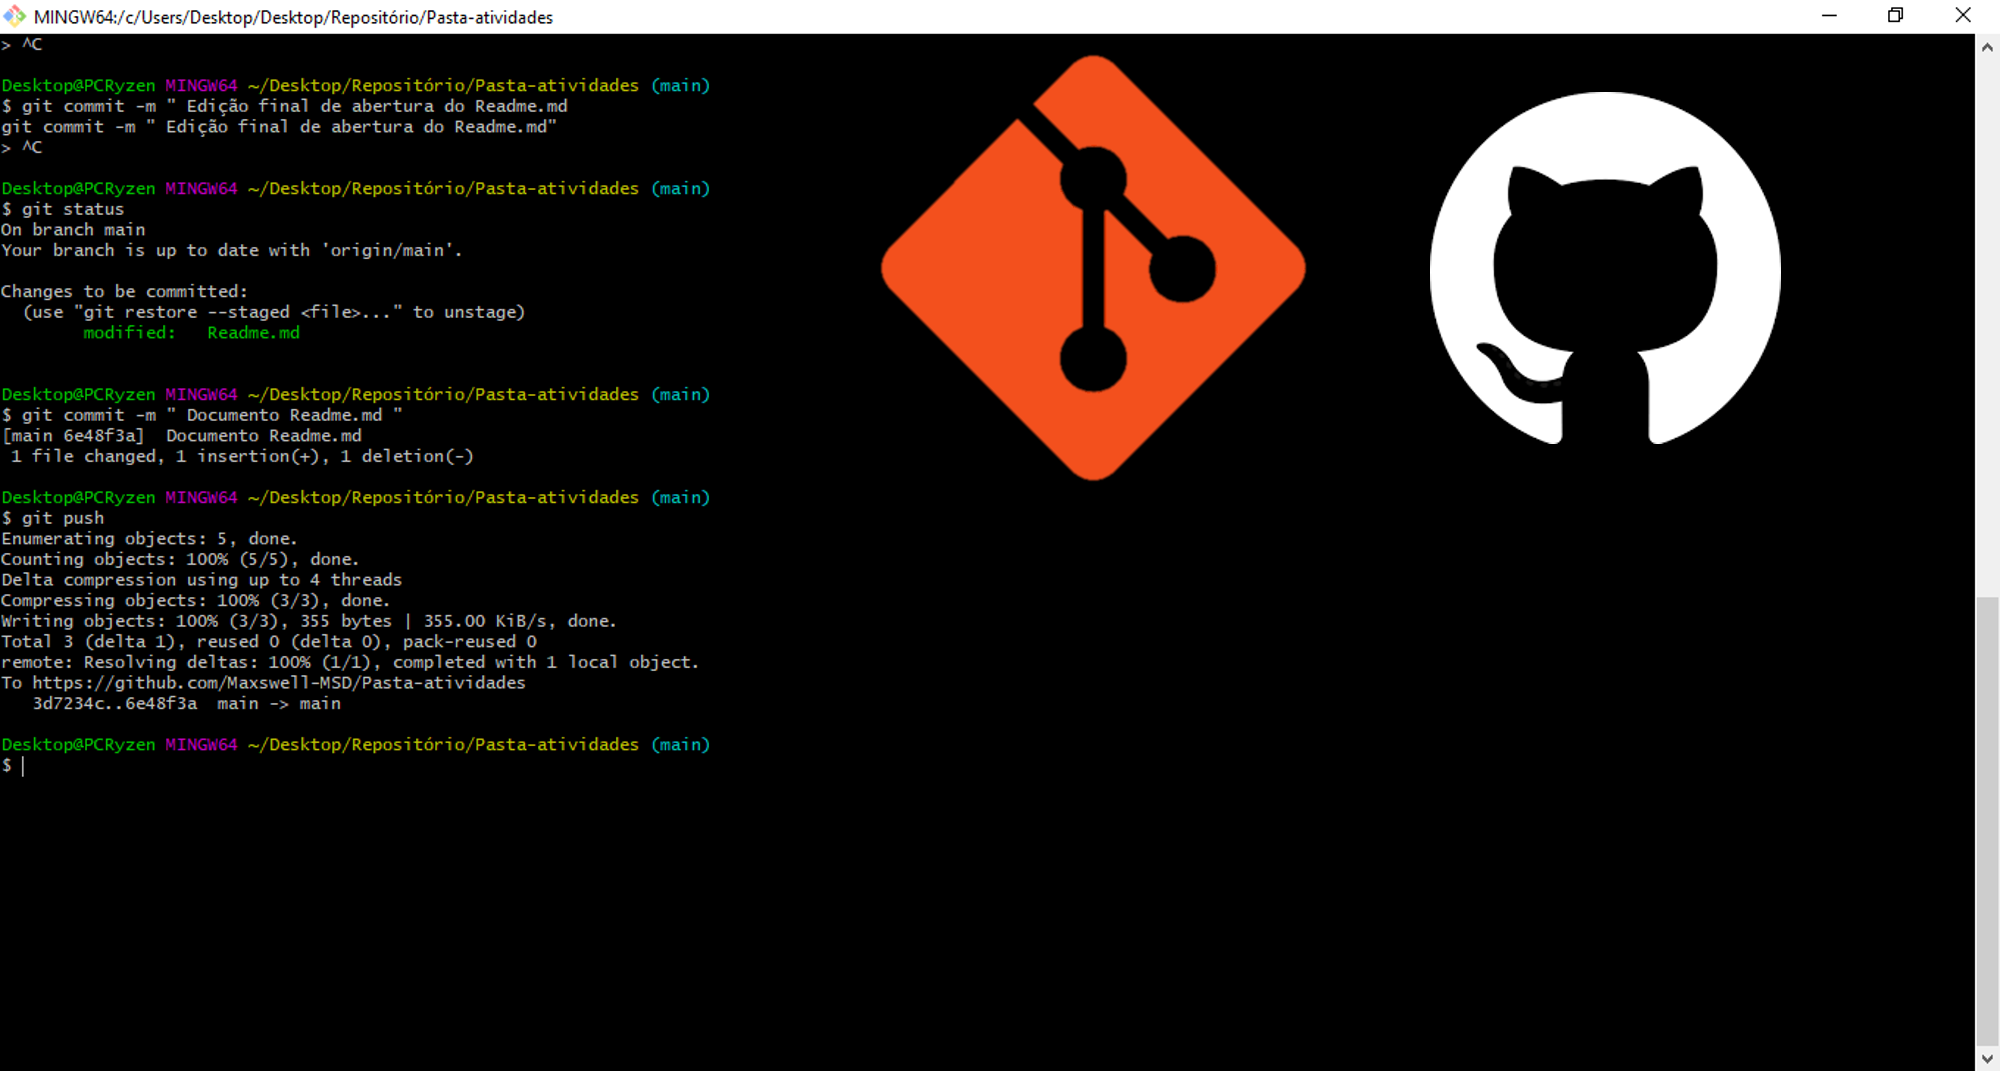 MINGW64:/c/Users/Desktop/Desktop/Repositório/Pasta-atividades
> ^C
Desktop@PCRyzen MINGW64 ~/Desktop/Repositório/Pasta-atividades (main)
$ git commit -m " Edição final de abertura do Readme.md
git commit -m " Edição final de abertura do Readme.md"
> ^C
Desktop@PCRyzen MINGW64 ~/Desktop/Repositório/Pasta-atividades (main)
$ git status
On branch main
Your branch is up to date with 'origin/main'.
Changes to be committed:
  (use "git restore --staged <file>..." to unstage)
        modified:   Readme.md
Desktop@PCRyzen MINGW64 ~/Desktop/Repositório/Pasta-atividades (main)
$ git commit -m " Documento Readme.md "
[main 6e48f3a]  Documento Readme.md
 1 file changed, 1 insertion(+), 1 deletion(-)
Desktop@PCRyzen MINGW64 ~/Desktop/Repositório/Pasta-atividades (main)
$ git push
Enumerating objects: 5, done.
Counting objects: 100% (5/5), done.
Delta compression using up to 4 threads
Compressing objects: 100% (3/3), done.
Writing objects: 100% (3/3), 355 bytes | 355.00 KiB/s, done.
Total 3 (delta 1), reused 0 (delta 0), pack-reused 0
remote: Resolving deltas: 100% (1/1), completed with 1 local object.
To https://github.com/Maxswell-MSD/Pasta-atividades
   3d7234c..6e48f3a  main -> main
Desktop@PCRyzen MINGW64 ~/Desktop/Repositório/Pasta-atividades (main)
$